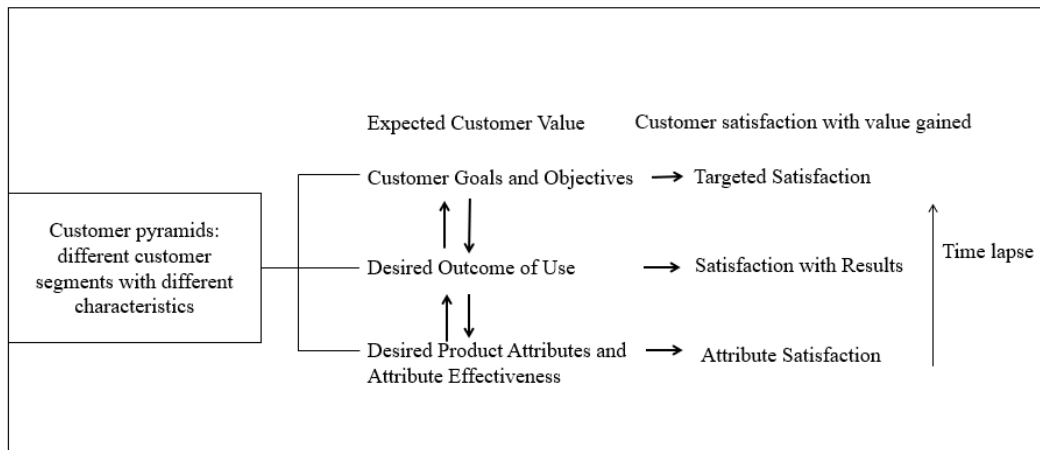 Expected Customer Value
Customer satisfaction with value gained
Customer Goals and Objectives
Targeted Satisfaction
Customer pyramids:
different customer
segments with different
characteristics
Desired Outcome of Use
Satisfaction with Results
Time lapse
Desired Product Attributes and
Attribute Effectiveness
Attribute Satisfaction